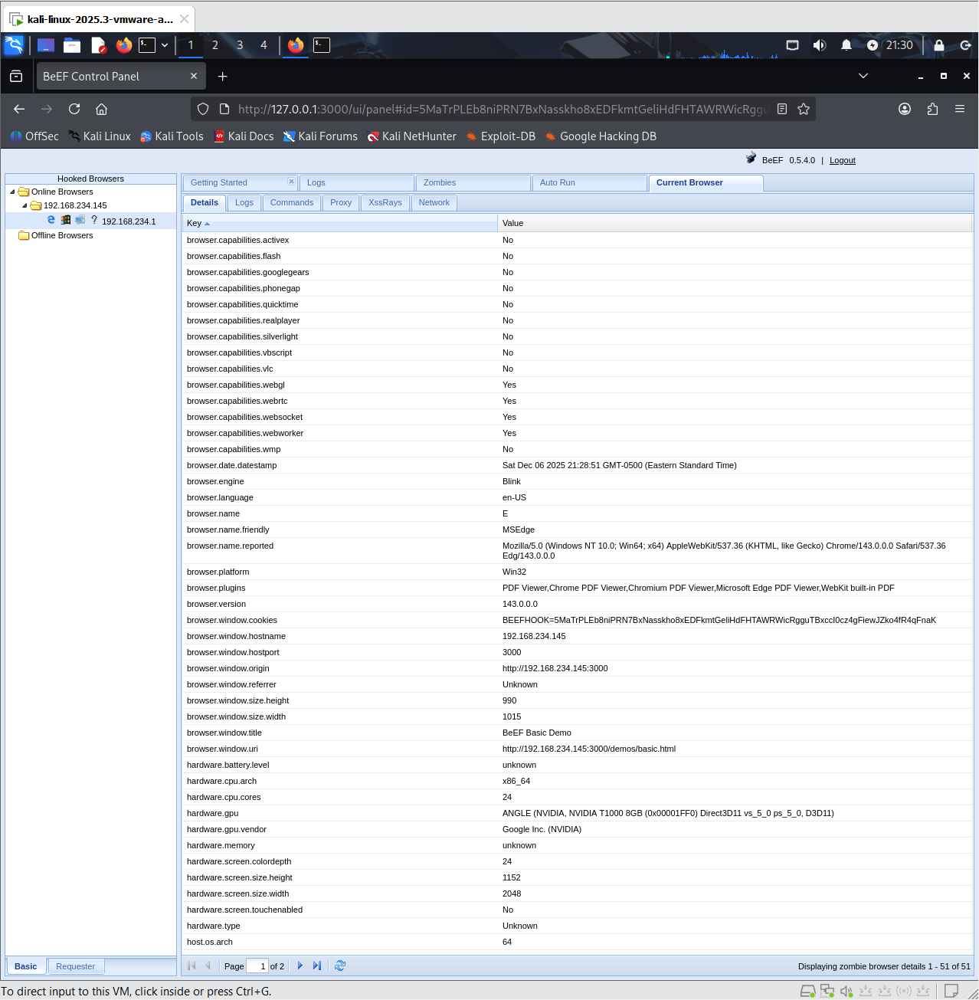 kali-linux-2025.3-vmware-a...
1 2 3 4 21:30
BeEF Control Panel
http://127.0.0.1:3000/ui/panel#id=5MaTrPLEb8niPRN7BxNasskho8xEDFkmtGeliHdFHTAWRWicRggu
OffSec Kali Linux Kali Tools Kali Docs Kali Forums Kali NetHunter Exploit-DB Google Hacking DB
BeEF 0.5.4.0 | Logout
Hooked Browsers
Online Browsers
192.168.234.145
? 192.168.234.1
Offline Browsers
Getting Started Logs Zombies Auto Run Current Browser
Details Logs Commands Proxy XssRays Network
Key Value
browser.capabilities.activex No
browser.capabilities.flash No
browser.capabilities.googlegears No
browser.capabilities.phonegap No
browser.capabilities.quicktime No
browser.capabilities.realplayer No
browser.capabilities.silverlight No
browser.capabilities.vbscript No
browser.capabilities.vlc No
browser.capabilities.webgl Yes
browser.capabilities.webrtc Yes
browser.capabilities.websocket Yes
browser.capabilities.webworker Yes
browser.capabilities.wmp No
browser.date.datestamp Sat Dec 06 2025 21:28:51 GMT-0500 (Eastern Standard Time)
browser.engine Blink
browser.language en-US
browser.name E
browser.name.friendly MSEdge
browser.name.reported Mozilla/5.0 (Windows NT 10.0; Win64; x64) AppleWebKit/537.36 (KHTML, like Gecko) Chrome/143.0.0.0 Safari/537.36
Edg/143.0.0.0
browser.platform Win32
browser.plugins PDF Viewer,Chrome PDF Viewer,Chromium PDF Viewer,Microsoft Edge PDF Viewer,WebKit built-in PDF
browser.version 143.0.0.0
browser.window.cookies BEEFHOOK=5MaTrPLEb8niPRN7BxNasskho8xEDFkmtGeliHdFHTAWRWicRgguTBxccI0cz4gFiewJZko4fR4qFnaK
browser.window.hostname 192.168.234.145
browser.window.hostport 3000
browser.window.origin http://192.168.234.145:3000
browser.window.referrer Unknown
browser.window.size.height 990
browser.window.size.width 1015
browser.window.title BeEF Basic Demo
browser.window.uri http://192.168.234.145:3000/demos/basic.html
hardware.battery.level unknown
hardware.cpu.arch x86_64
hardware.cpu.cores 24
hardware.gpu ANGLE (NVIDIA, NVIDIA T1000 8GB (0x00001FF0) Direct3D11 vs_5_0 ps_5_0, D3D11)
hardware.gpu.vendor Google Inc. (NVIDIA)
hardware.memory unknown
hardware.screen.colordepth 24
hardware.screen.size.height 1152
hardware.screen.size.width 2048
hardware.screen.touchenabled No
hardware.type Unknown
host.os.arch 64
Basic Requester
Page 1 of 2 Displaying zombie browser details 1 - 51 of 51
To direct input to this VM, click inside or press Ctrl+G.